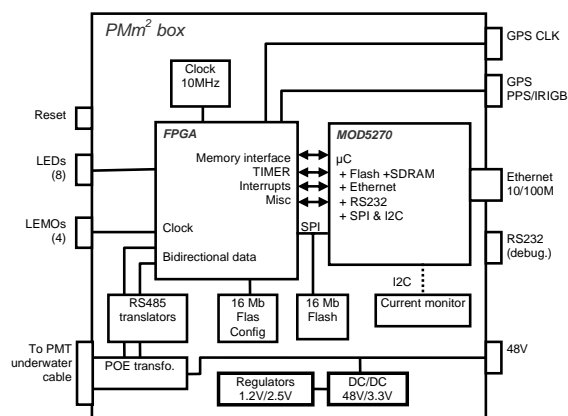 PMm² box
GPS CLK
Clock
10MHz
GPS
PPS/IRIGB
Reset
FPGA
MOD5270
LEDs
(8)
Memory interface
TIMER
Interrupts
Misc
µC
+ Flash +SDRAM
+ Ethernet
+ RS232
+ SPI & I2C
Ethernet
10/100M
LEMOs
(4)
Clock
SPI
Bidirectional data
RS232
(debug.)
I2C
RS485
translators
16 Mb
Flas
Config
16 Mb
Flash
Current monitor
To PMT
underwater
cable
POE transfo.
48V
Regulators
1.2V/2.5V
DC/DC
48V/3.3V